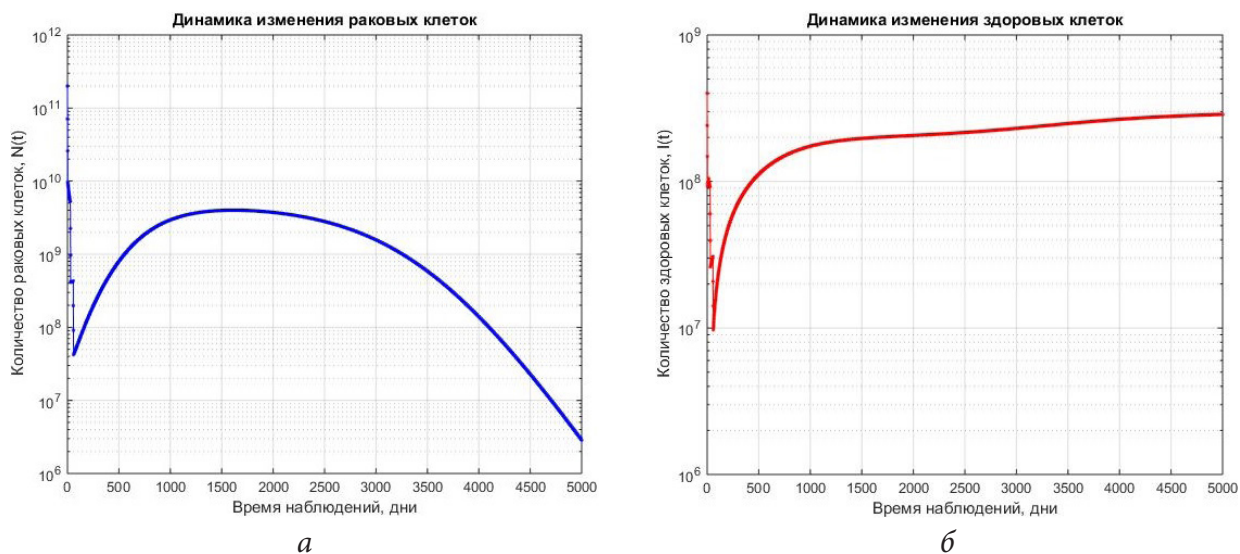 Динамика изменения раковых клеток
10^12
10^11
10^10
10^9
10^8
10^7
10^6
Количество раковых клеток, N(t)
0 500 1000 1500 2000 2500 3000 3500 4000 4500 5000
Время наблюдений, дни
а
Динамика изменения здоровых клеток
10^9
10^8
10^7
10^6
Количество здоровых клеток, I(t)
0 500 1000 1500 2000 2500 3000 3500 4000 4500 5000
Время наблюдений, дни
б